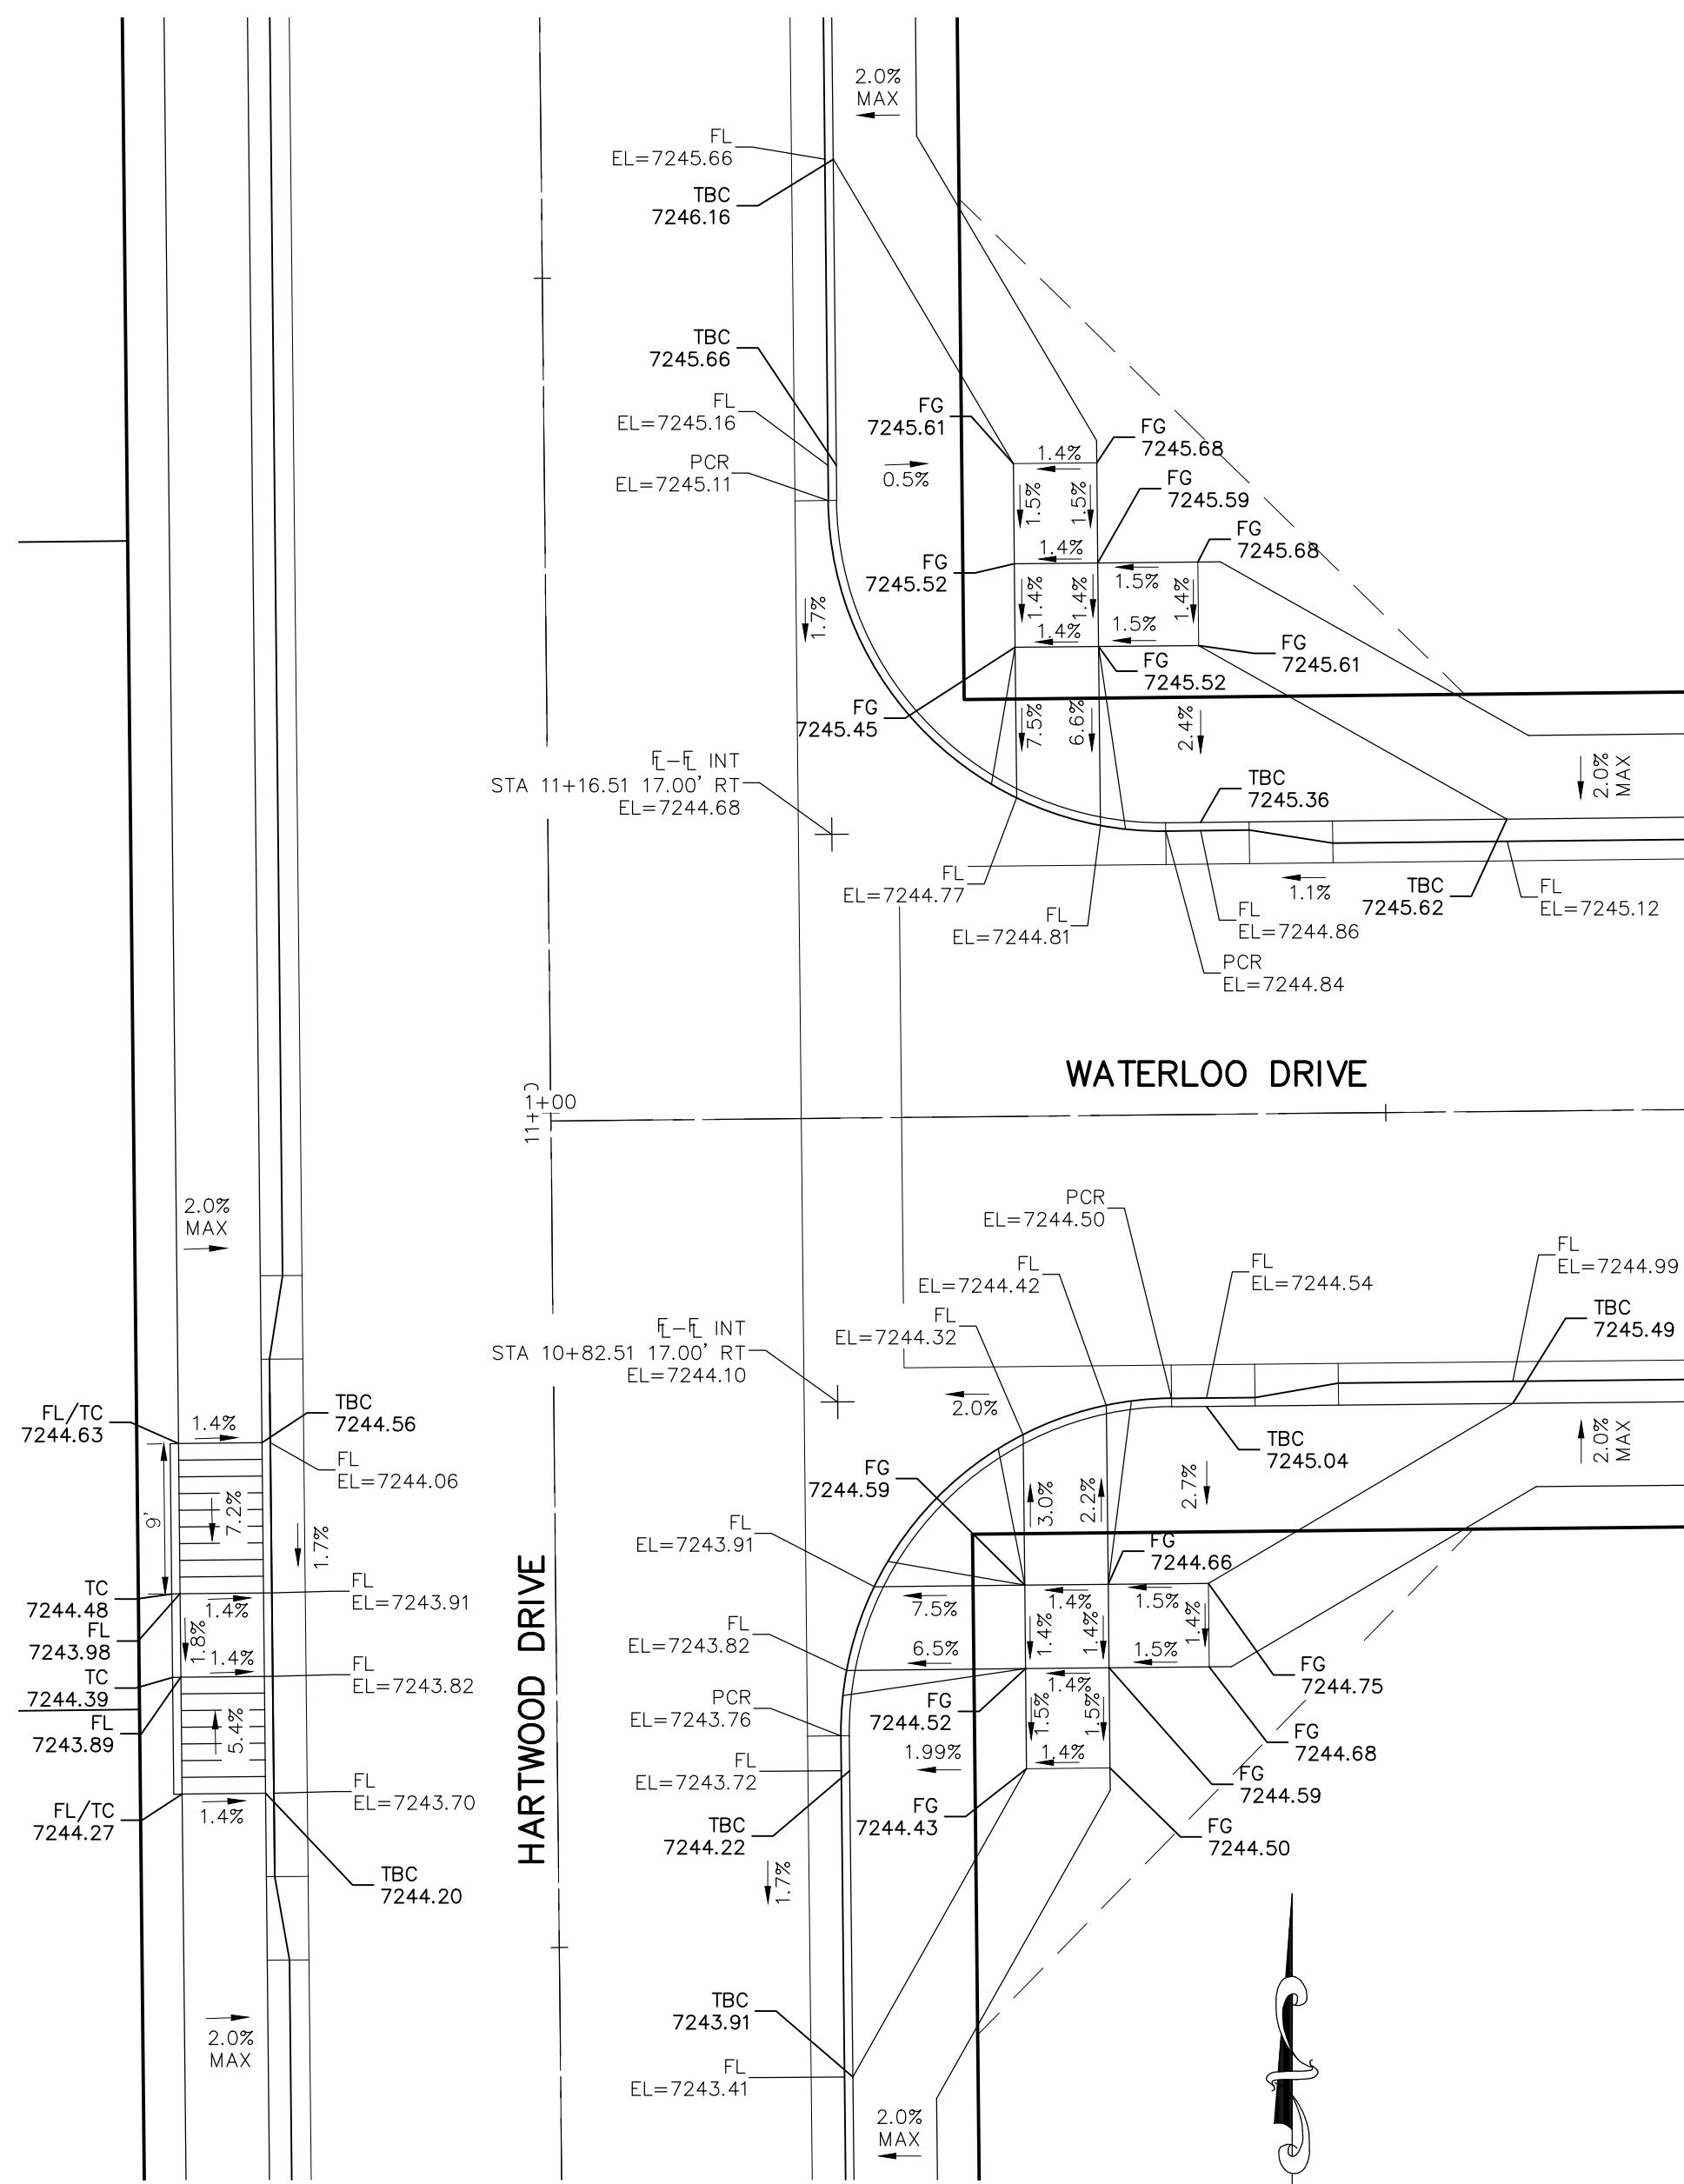 2.0%
MAX
FL
EL=7245.66
TBC
7246.16
TBC
7245.66
FL
EL=7245.16
PCR
EL=7245.11
0.5%
FG
7245.61
1.4%
FG
7245.68
1.5%
1.5%
FG
7245.59
FG
7245.68
1.4%
FG
7245.52
1.5%
1.4%
1.4%
1.4%
1.7%
1.4%
1.5%
FG
7245.61
FG
7245.52
FG
7245.45
7.5%
6.6%
2.4%
FL-FL INT
STA 11+16.51 17.00' RT
EL=7244.68
TBC
7245.36
2.0%
MAX
FL
EL=7244.77
1.1%
TBC
7245.62
FL
EL=7245.12
FL
EL=7244.81
FL
EL=7244.86
PCR
EL=7244.84
WATERLOO DRIVE
1+00
11+0
2.0%
MAX
PCR
EL=7244.50
FL
EL=7244.42
FL
EL=7244.54
FL
EL=7244.99
FL
EL=7244.32
TBC
7245.49
FL-FL INT
STA 10+82.51 17.00' RT
EL=7244.10
2.0%
FL/TC
7244.63
1.4%
TBC
7244.56
FL
EL=7244.06
9'
7.2%
1.7%
TBC
7245.04
2.0%
MAX
FG
7244.59
3.0%
2.2%
2.7%
FL
EL=7243.91
FG
7244.66
TC
7244.48
FL
7243.98
1.4%
FL
EL=7243.91
7.5%
1.4%
1.5%
1.8%
1.4%
1.4%
1.4%
1.4%
FL
EL=7243.82
6.5%
1.5%
TC
7244.39
FL
EL=7243.82
FG
7244.75
FL
7243.89
5.4%
PCR
EL=7243.76
FG
7244.52
1.4%
1.5%
1.5%
FG
7244.68
HARTWOOD DRIVE
FL
EL=7243.72
1.99%
1.4%
FG
7244.59
FL/TC
7244.27
1.4%
FL
EL=7243.70
TBC
7244.22
FG
7244.43
FG
7244.50
TBC
7244.20
1.7%
TBC
7243.91
2.0%
MAX
FL
EL=7243.41
2.0%
MAX